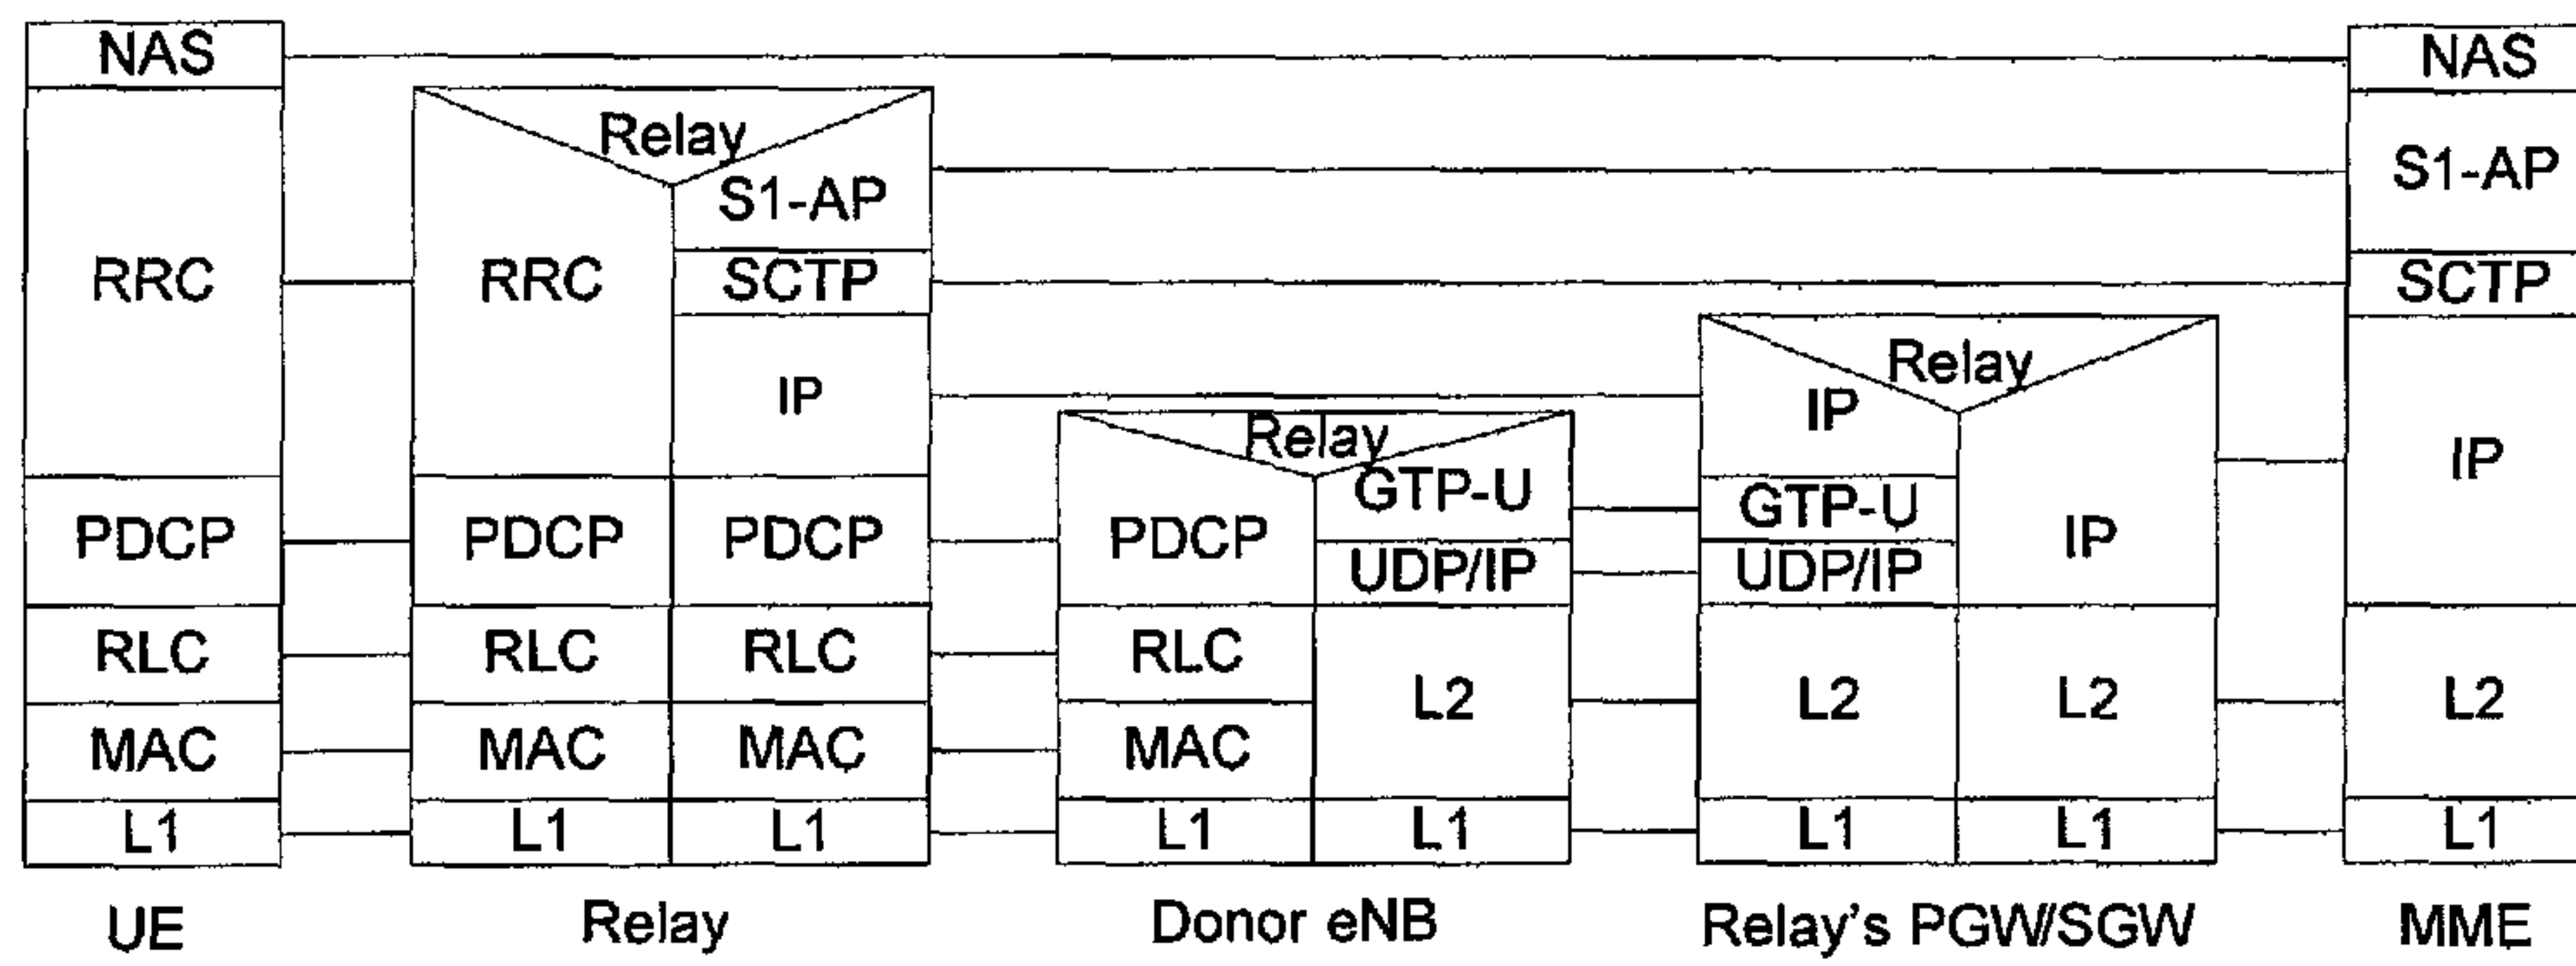 NAS NAS
Relay S1-AP
S1-AP
RRC RRC SCTP SCTP
IP Relay
IP IP
Relay
PDCP PDCP PDCP PDCP GTP-U GTP-U IP
UDP/IP UDP/IP
RLC RLC RLC RLC
L2 L2 L2 L2
MAC MAC MAC MAC
L1 L1 L1 L1 L1 L1 L1 L1
UE Relay Donor eNB Relay's PGW/SGW MME